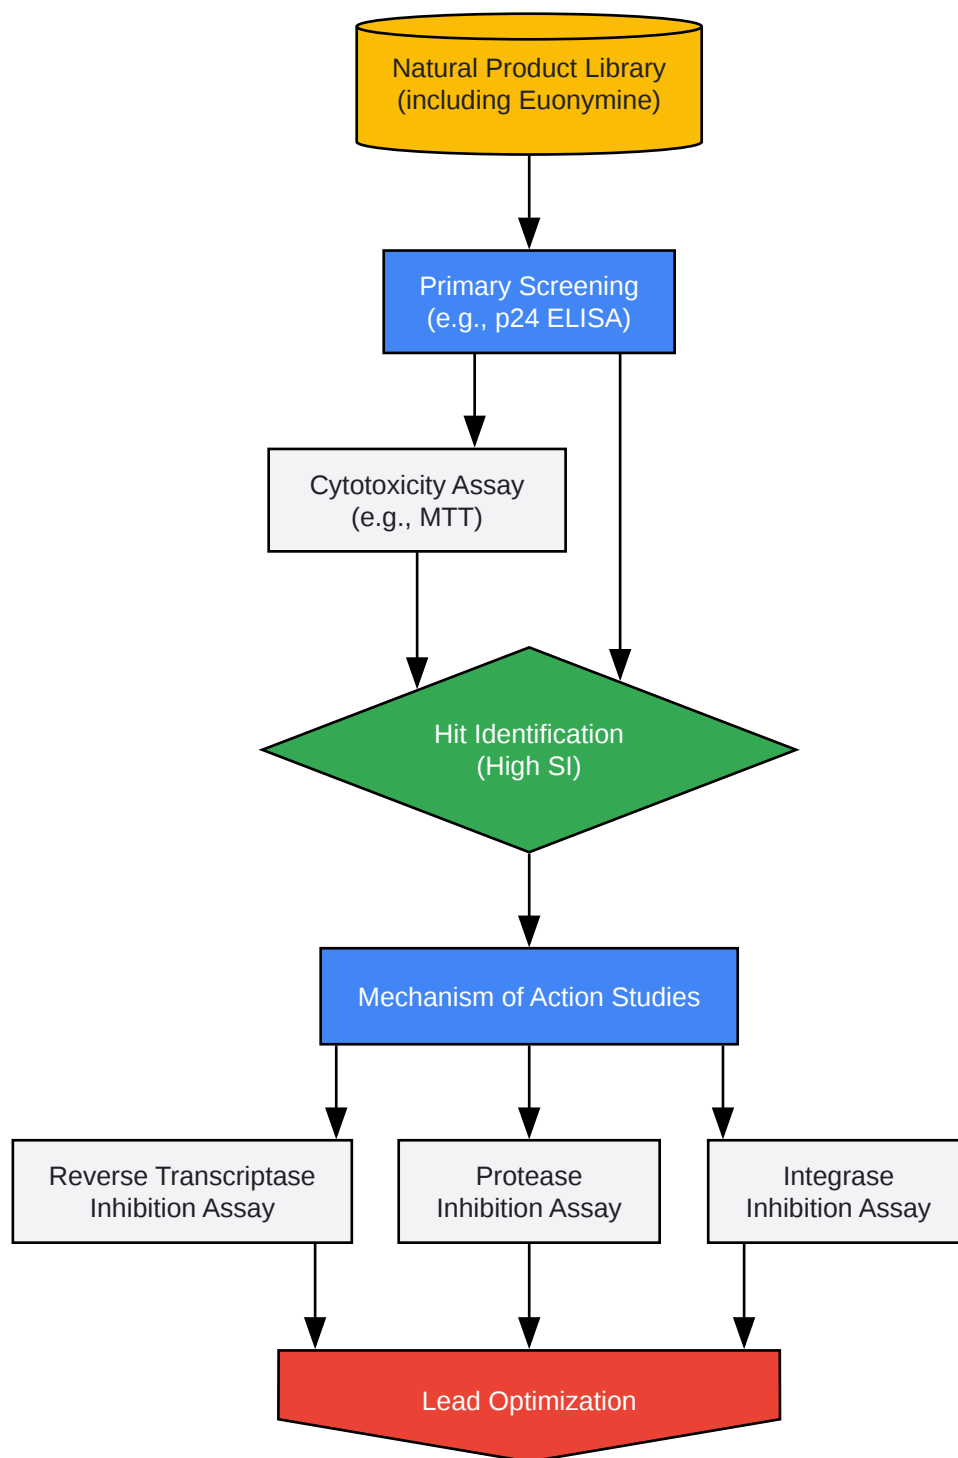 Natural Product Library
(including Euonymine)
Primary Screening
(e.g., p24 ELISA)
Cytotoxicity Assay
(e.g., MTT)
Hit Identification
(High SI)
Mechanism of Action Studies
Reverse Transcriptase
Inhibition Assay
Protease
Inhibition Assay
Integrase
Inhibition Assay
Lead Optimization